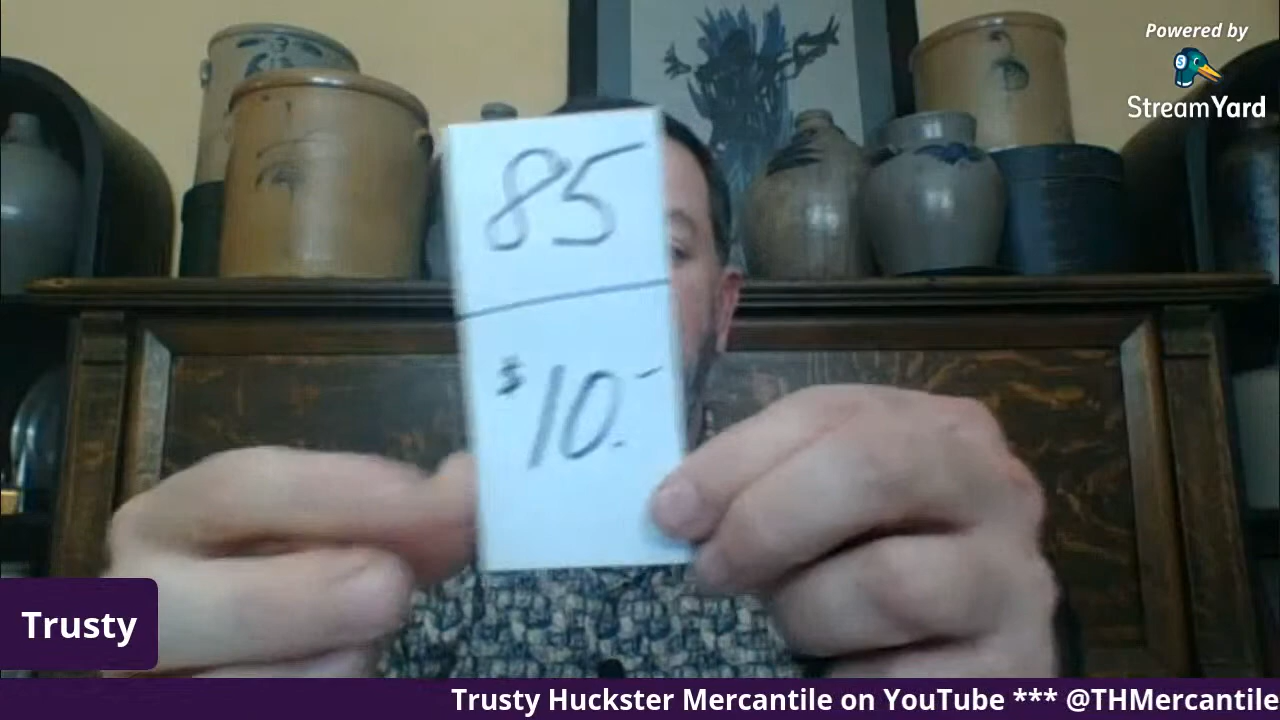 Powered by
StreamYard
85
$10.-
Trusty
Trusty Huckster Mercantile on YouTube *** @THMercantile